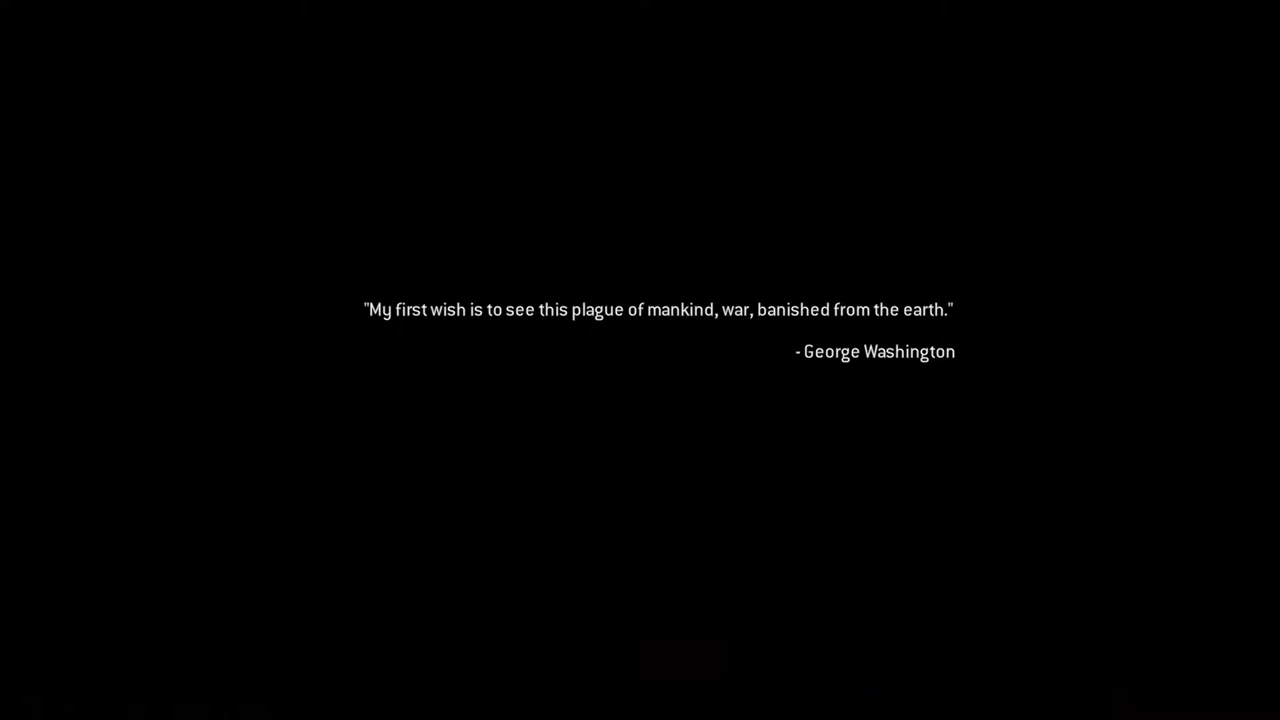 "My first wish is to see this plague of mankind, war, banished from the earth."
- George Washington